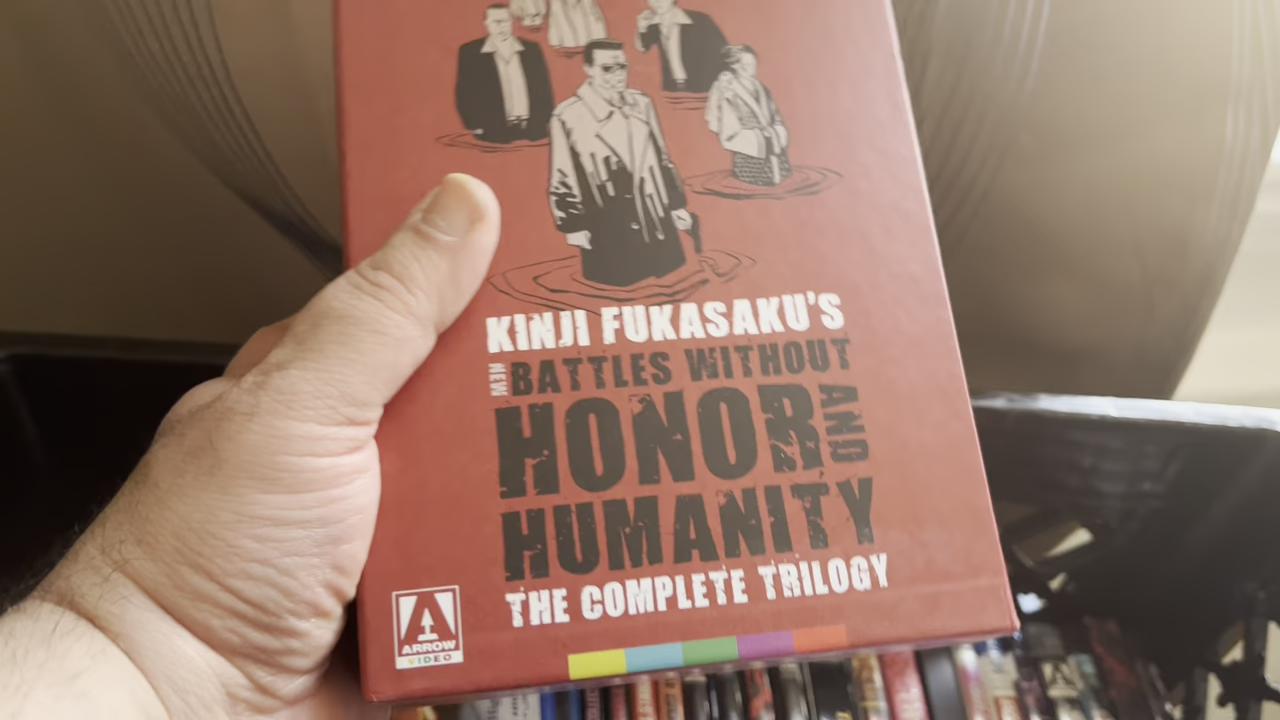 KINJI FUKASAKU'S
NEW BATTLES WITHOUT
HONOR AND
HUMANITY
THE COMPLETE TRILOGY
ARROW
VIDEO